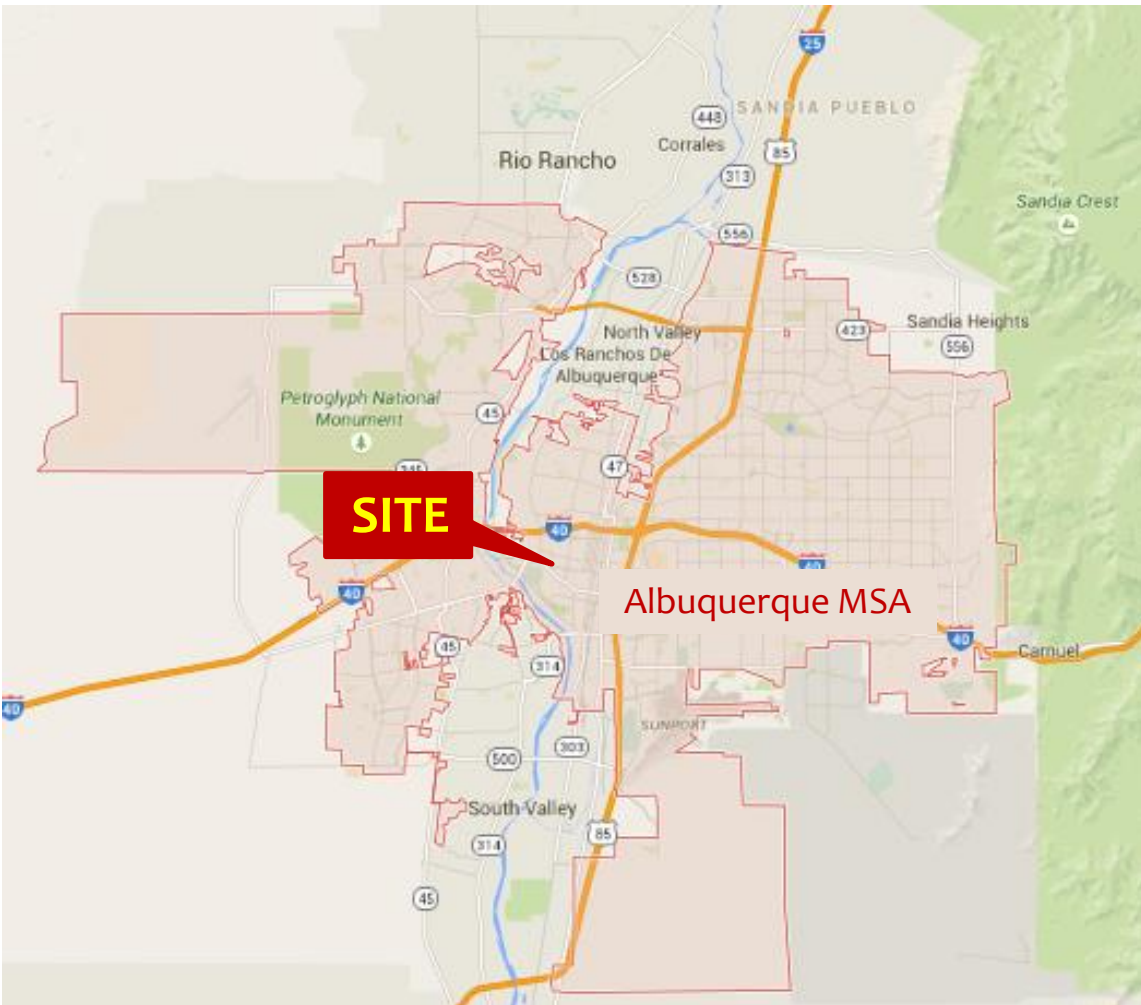 25
SANDIA PUEBLO
448
Corrales
85
Rio Rancho
313
Sandia Crest
556
528
North Valley
423
Sandia Heights
556
Los Ranchos De
Albuquerque
Petroglyph National
Monument
45
47
345
SITE
40
40
40
Albuquerque MSA
40
45
314
Camuel
40
SUNPORT
303
500
South Valley
85
314
45